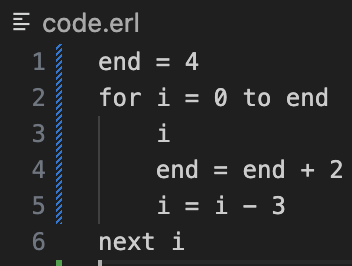 code.erl
1 end = 4
2 for i = 0 to end
3 i
4 end = end + 2
5 i = i - 3
6 next i